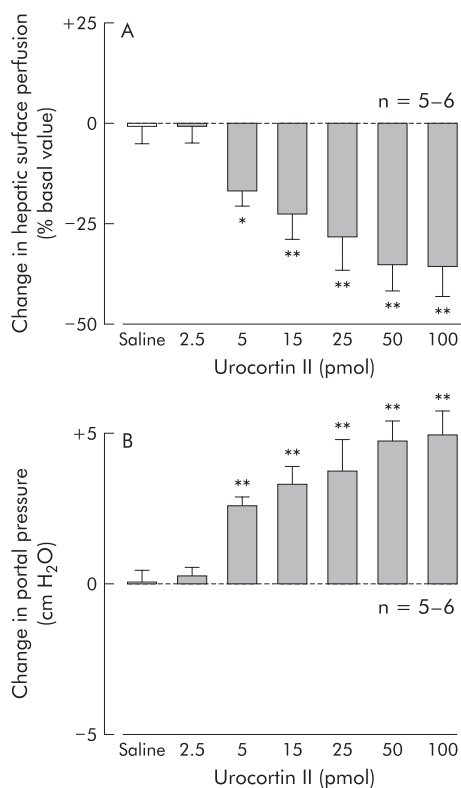 +25
A
n = 5–6
0
−25
−50
*
**
**
**
**
Change in hepatic surface perfusion
(% basal value)
Saline 2.5 5 15 25 50 100
Urocortin II (pmol)
+5
B
**
**
**
**
**
0
n = 5–6
−5
Change in portal pressure
(cm H₂O)
Saline 2.5 5 15 25 50 100
Urocortin II (pmol)